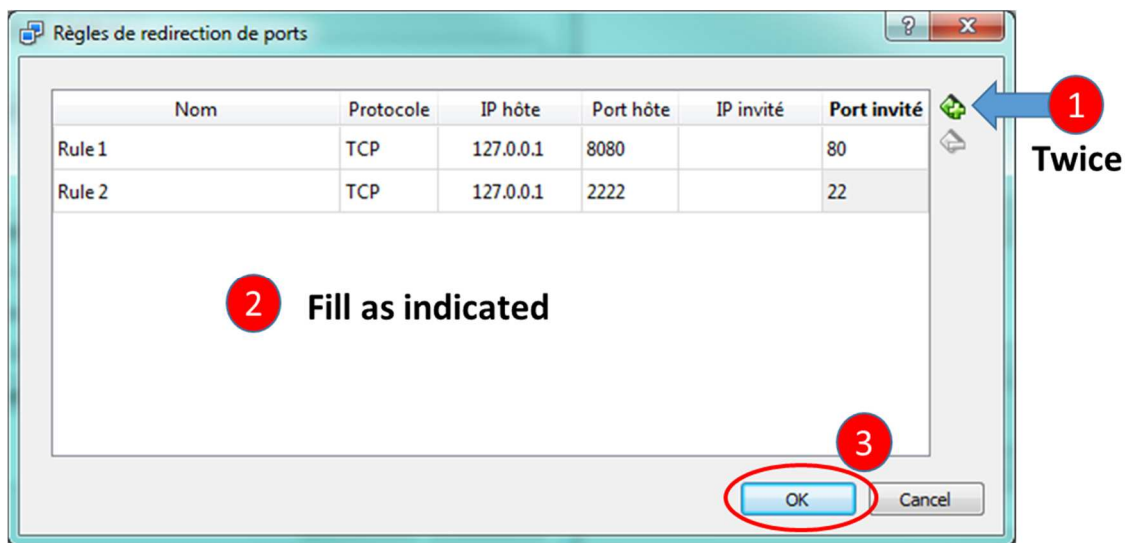 Règles de redirection de ports
Nom Protocole IP hôte Port hôte IP invité Port invité
1
Rule 1 TCP 127.0.0.1 8080 80
Twice
Rule 2 TCP 127.0.0.1 2222 22
2 Fill as indicated
3
OK Cancel